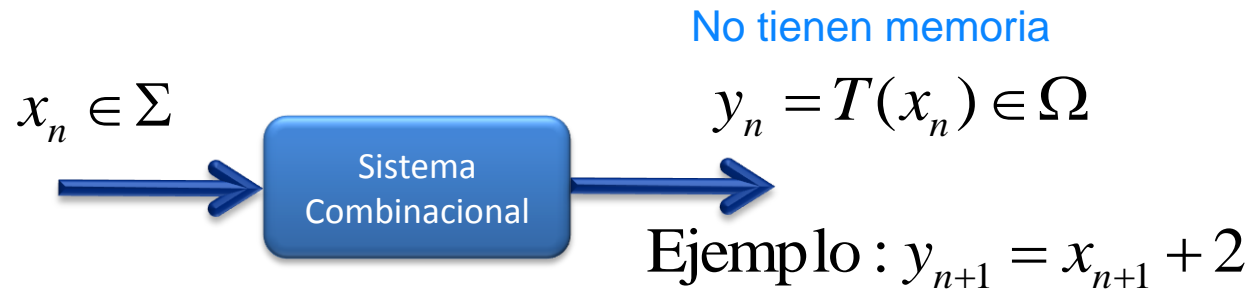 No tienen memoria
xₙ ∈ Σ
yₙ = T(xₙ) ∈ Ω
Sistema
Combinacional
Ejemplo : yₙ₊₁ = xₙ₊₁ + 2